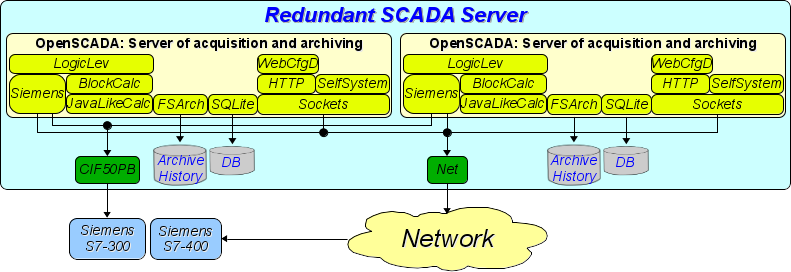 Redundant SCADA Server
OpenSCADA: Server of acquisition and archiving
LogicLev
WebCfgD
Siemens
BlockCalc
HTTP
SelfSystem
JavaLikeCalc
FSArch
SQLite
Sockets
OpenSCADA: Server of acquisition and archiving
LogicLev
WebCfgD
Siemens
BlockCalc
HTTP
SelfSystem
JavaLikeCalc
FSArch
SQLite
Sockets
CIF50PB
Archive
History
DB
Net
Archive
History
DB
Siemens
S7-300
Siemens
S7-400
Network